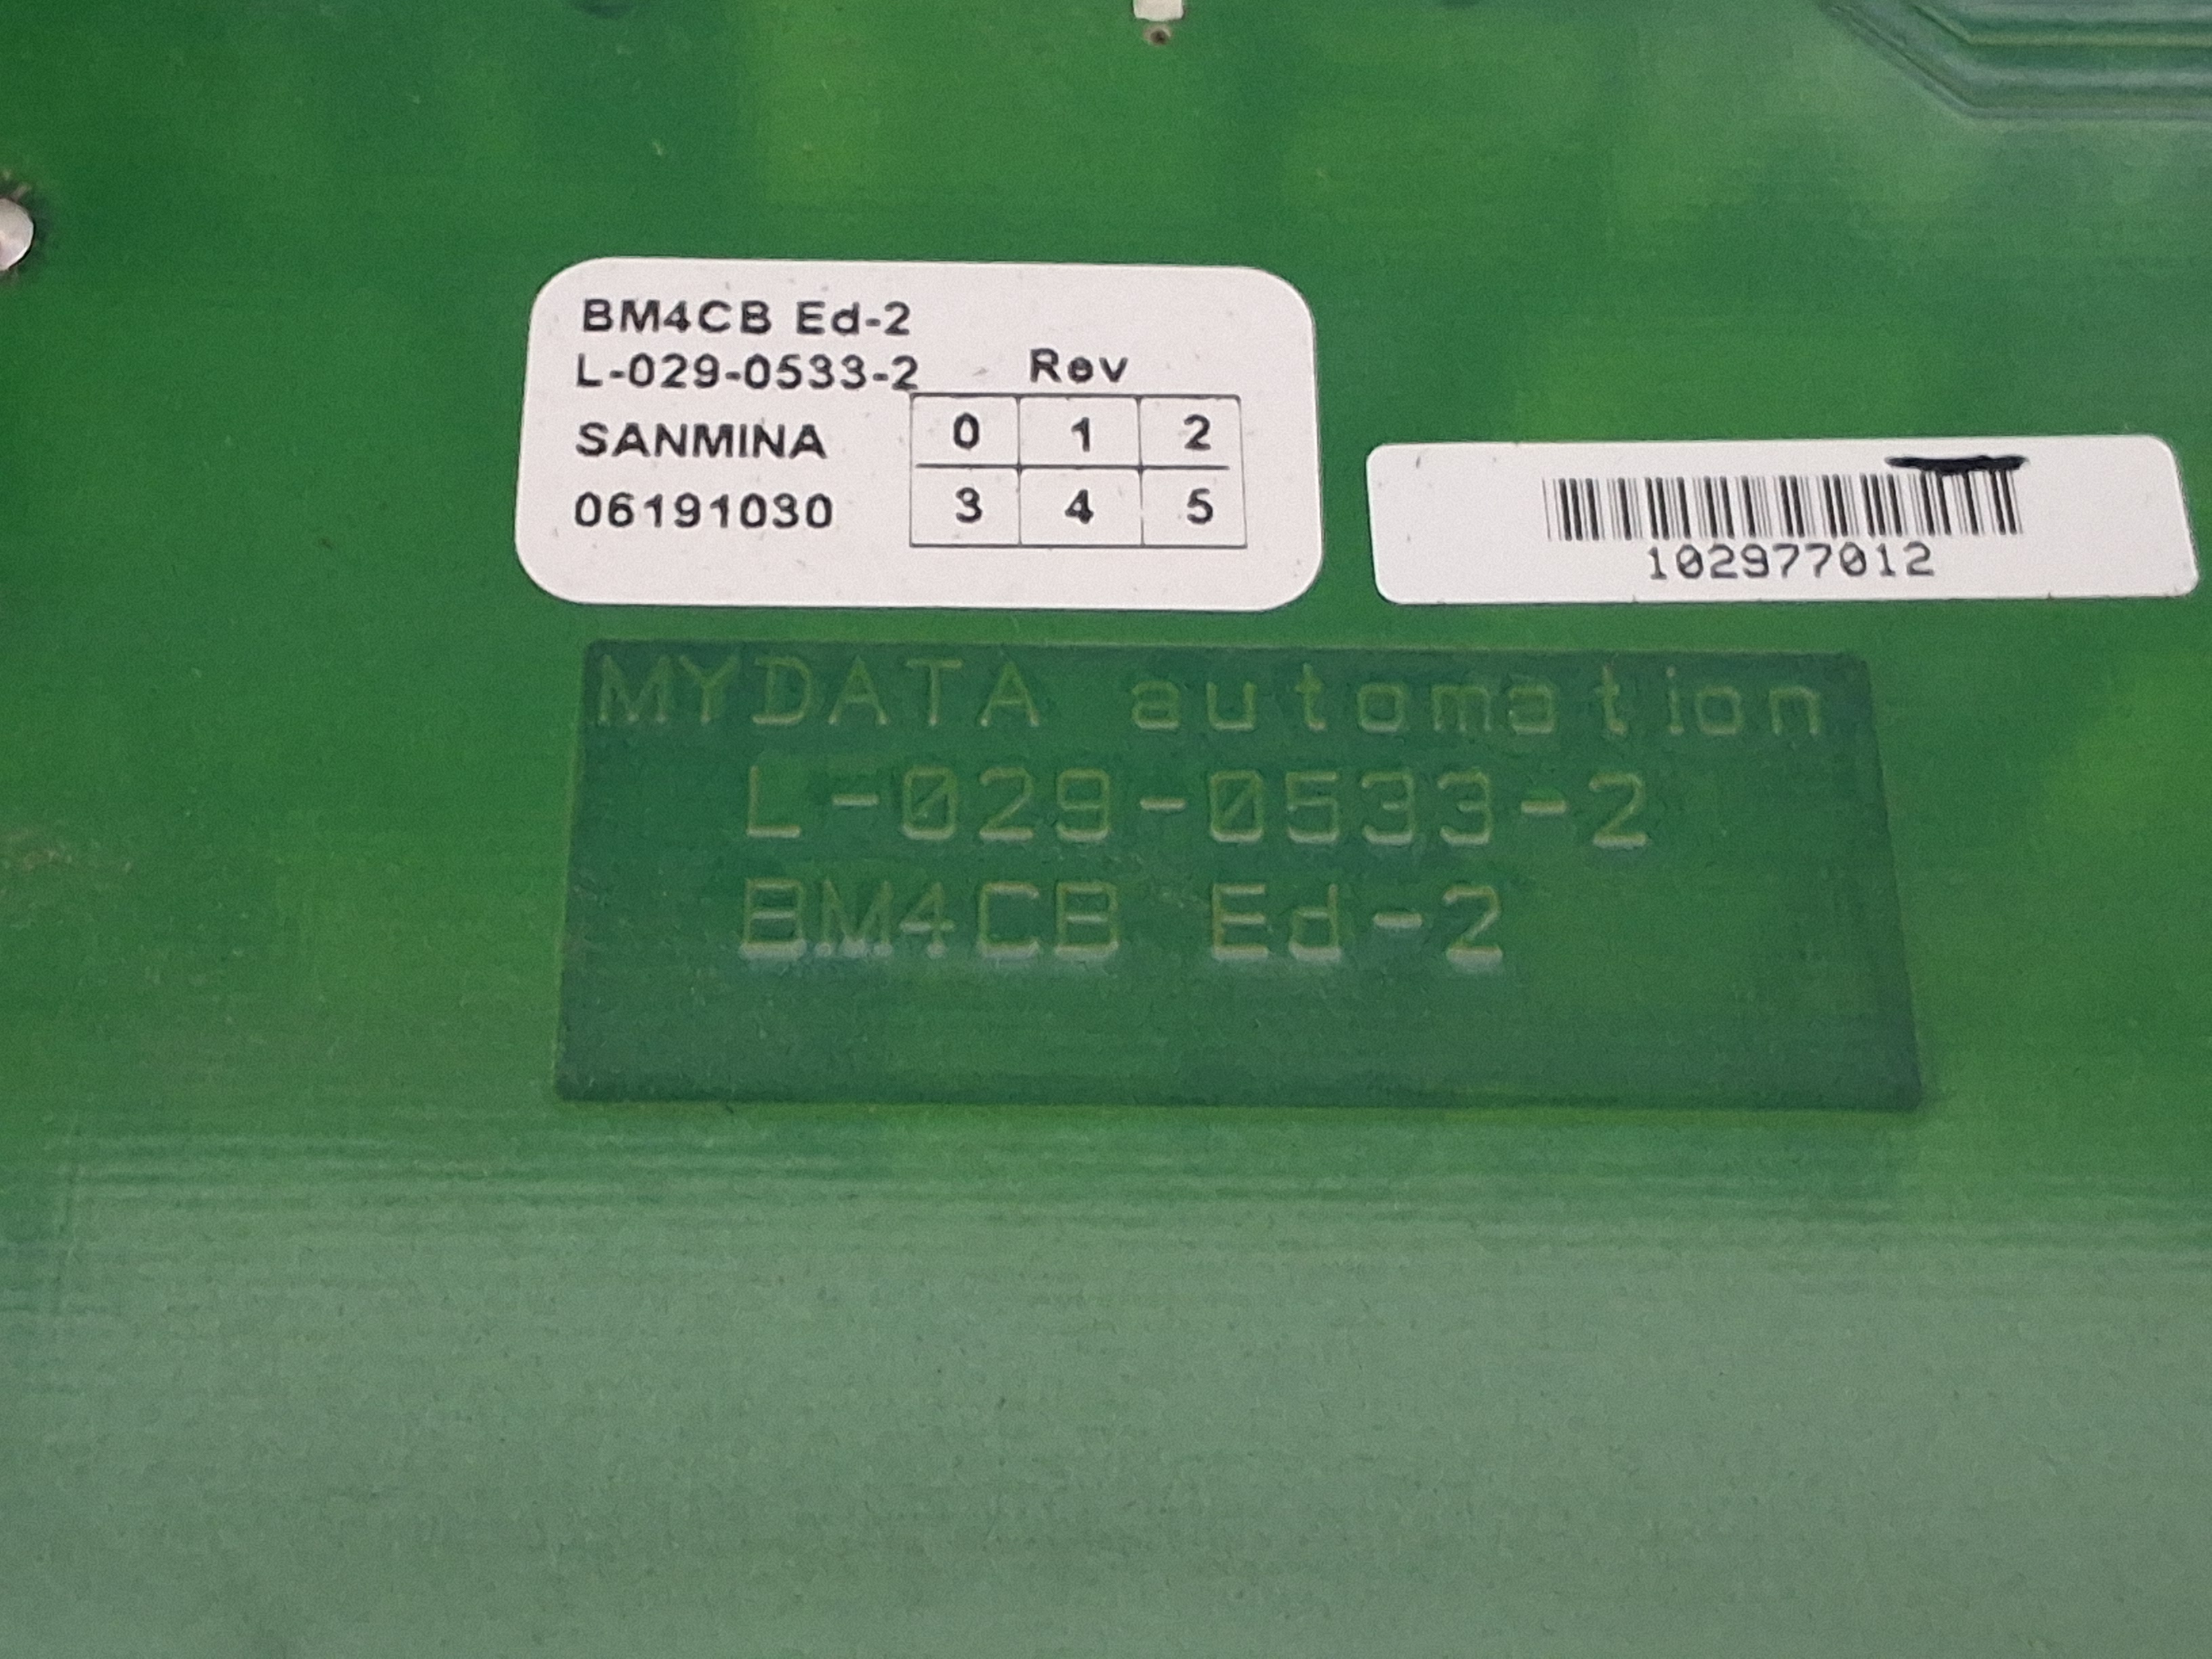 BM4CB Ed-2
L-029-0533-2 Rev
SANMINA 0 1 2
06191030 3 4 5
102977012
MYDATA automation
L-029-0533-2
BM4CB Ed-2